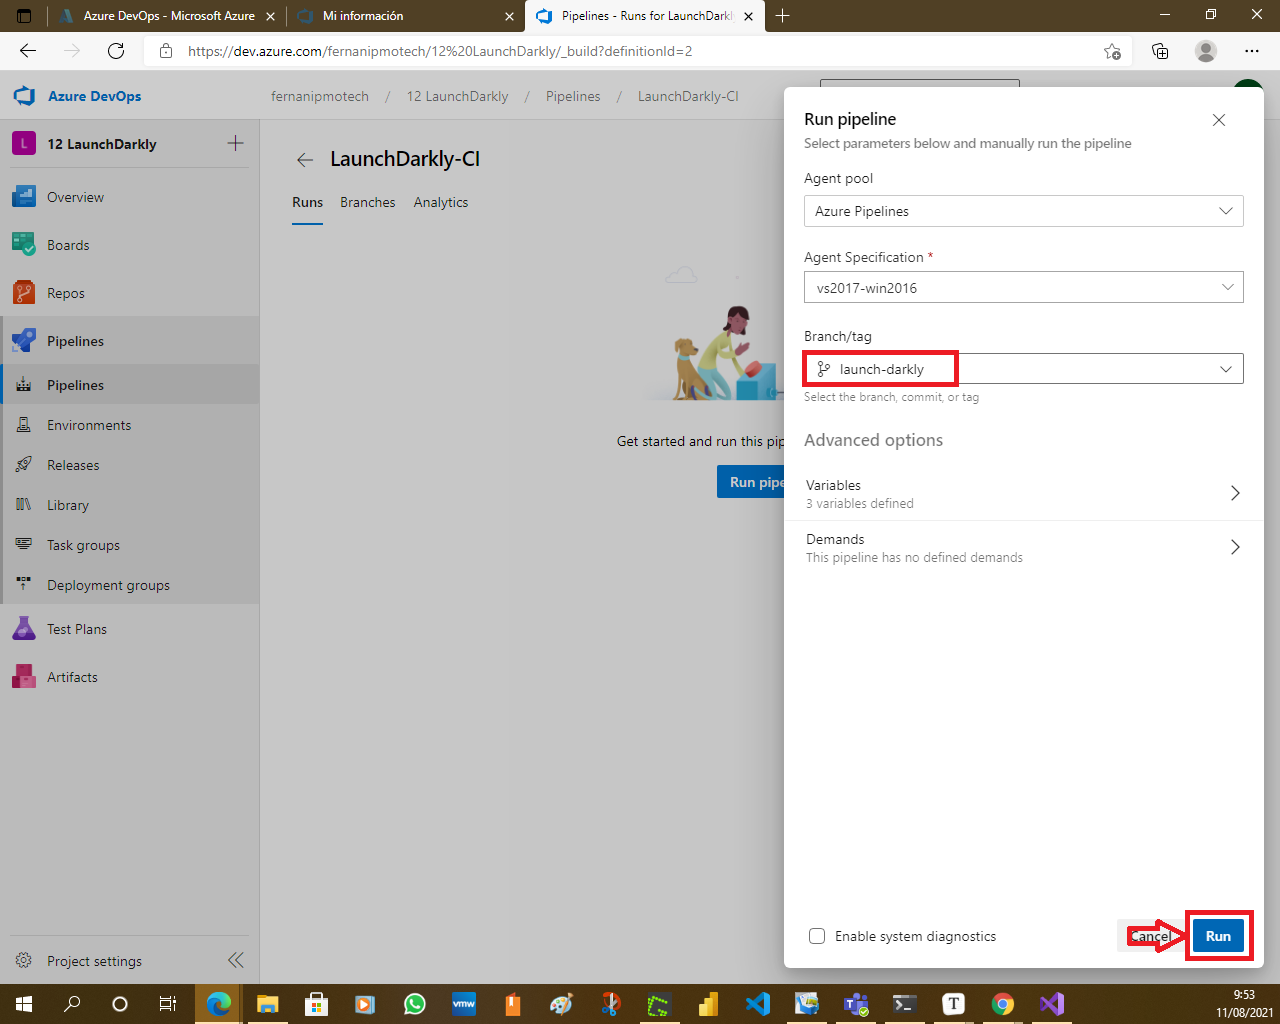 Azure DevOps - Microsoft Azure
Mi información
Pipelines - Runs for LaunchDarkly
https://dev.azure.com/fernanipmotech/12%20LaunchDarkly/_build?definitionId=2
Azure DevOps
fernanipmotech / 12 LaunchDarkly / Pipelines / LaunchDarkly-CI
L
12 LaunchDarkly
Overview
Boards
Repos
Pipelines
Pipelines
Environments
Releases
Library
Task groups
Deployment groups
Test Plans
Artifacts
Project settings
LaunchDarkly-CI
Runs
Branches
Analytics
Get started and run this pip
Run pipe
Run pipeline
Select parameters below and manually run the pipeline
Agent pool
Azure Pipelines
Agent Specification *
vs2017-win2016
Branch/tag
launch-darkly
Select the branch, commit, or tag
Advanced options
Variables
3 variables defined
Demands
This pipeline has no defined demands
Enable system diagnostics
Cancel
Run
vmw
T
9:53
11/08/2021